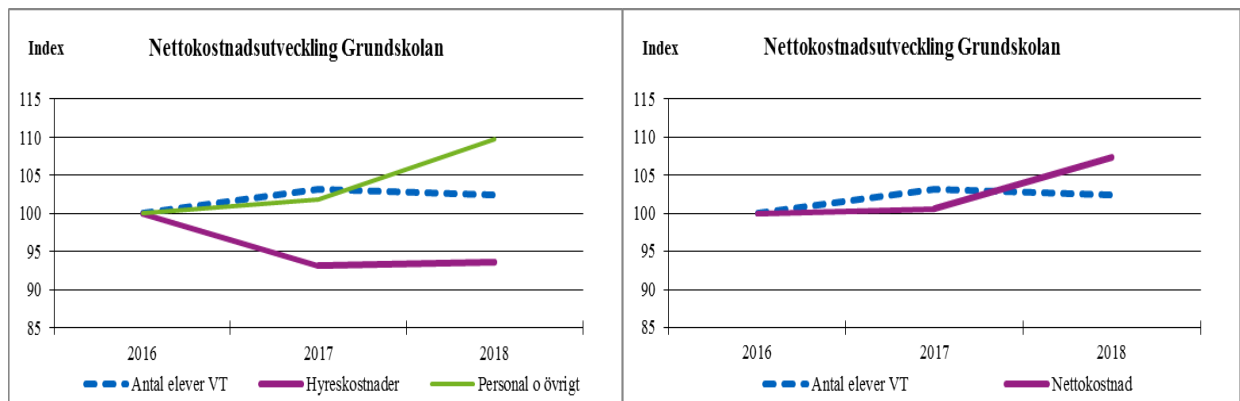 Index Nettokostnadsutveckling Grundskolan
115
110
105
100
95
90
85
2016 2017 2018
Antal elever VT Hyreskostnader Personal o övrigt
Index Nettokostnadsutveckling Grundskolan
115
110
105
100
95
90
85
2016 2017 2018
Antal elever VT Nettokostnad